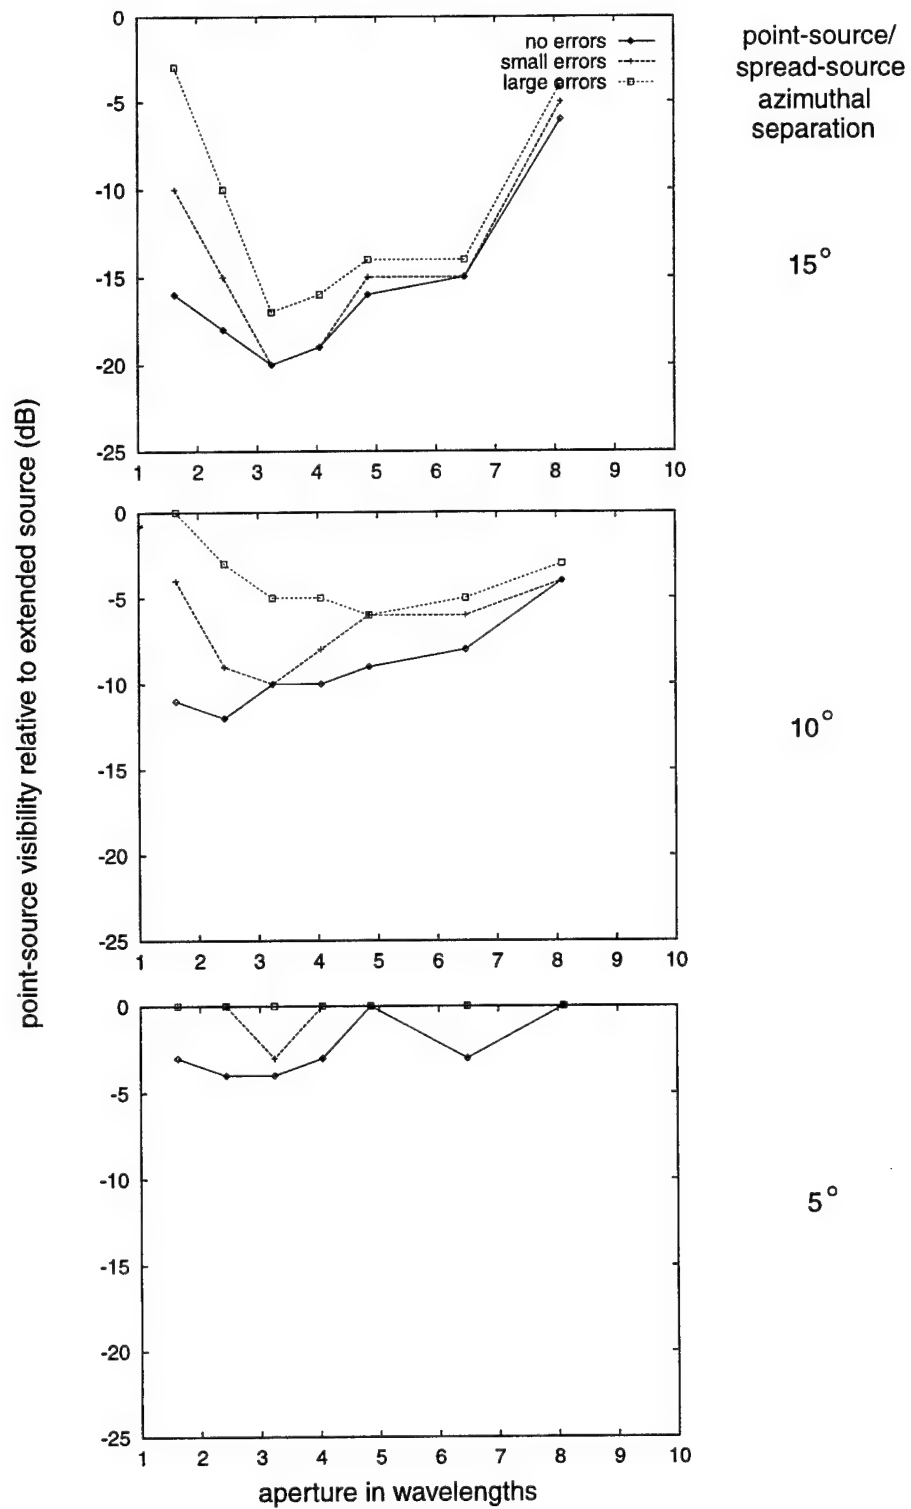 0
-5
-10
-15
-20
-25
1 2 3 4 5 6 7 8 9 10
no errors
small errors
large errors
point-source/
spread-source
azimuthal
separation
15°
point-source visibility relative to extended source (dB)
0
-5
-10
-15
-20
-25
1 2 3 4 5 6 7 8 9 10
10°
0
-5
-10
-15
-20
-25
1 2 3 4 5 6 7 8 9 10
5°
aperture in wavelengths